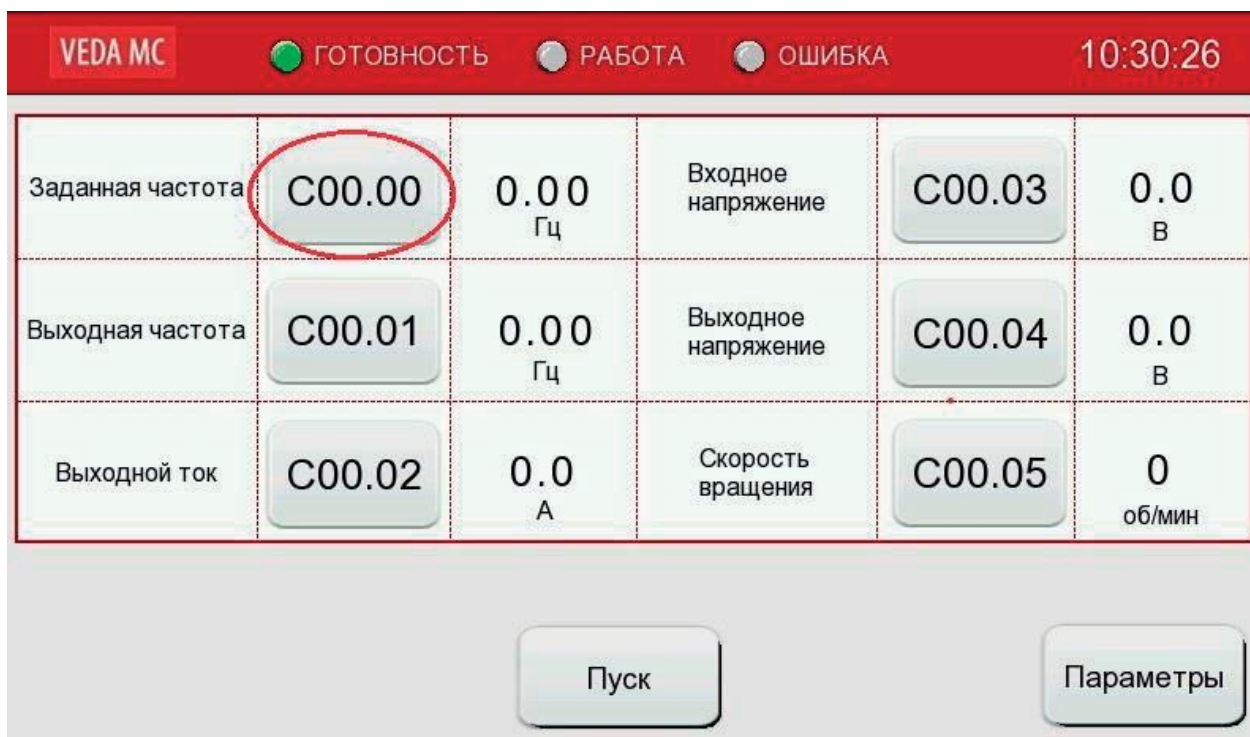 VEDA MC ГОТОВНОСТЬ РАБОТА ОШИБКА 10:30:26
Заданная частота C00.00 0.00 Гц Входное напряжение C00.03 0.0 В
Выходная частота C00.01 0.00 Гц Выходное напряжение C00.04 0.0 В
Выходной ток C00.02 0.0 А Скорость вращения C00.05 0 об/мин
Пуск Параметры